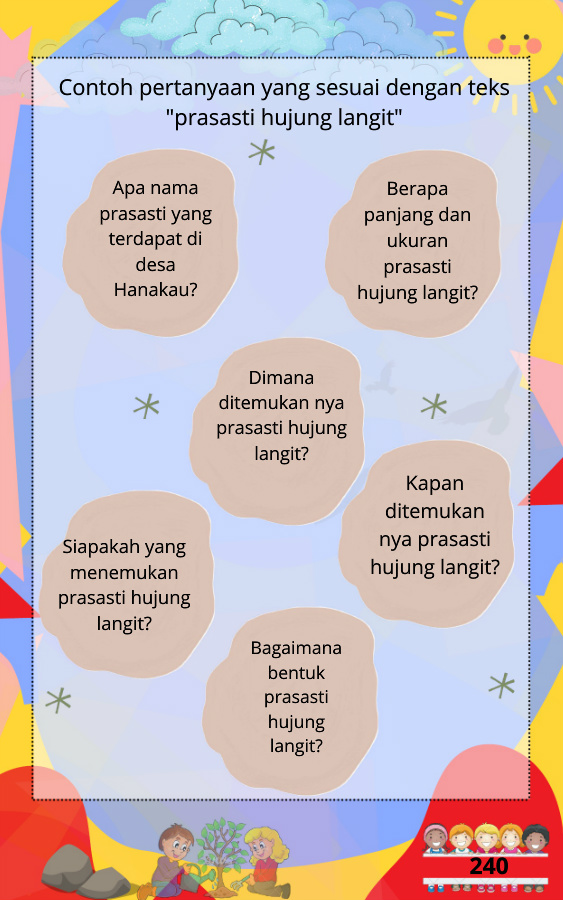 Contoh pertanyaan yang sesuai dengan teks
"prasasti hujung langit"
Apa nama
prasasti yang
terdapat di
desa
Hanakau?
Berapa
panjang dan
ukuran
prasasti
hujung langit?
Dimana
ditemukan nya
prasasti hujung
langit?
Kapan
ditemukan
nya prasasti
hujung langit?
Siapakah yang
menemukan
prasasti hujung
langit?
Bagaimana
bentuk
prasasti
hujung
langit?
240